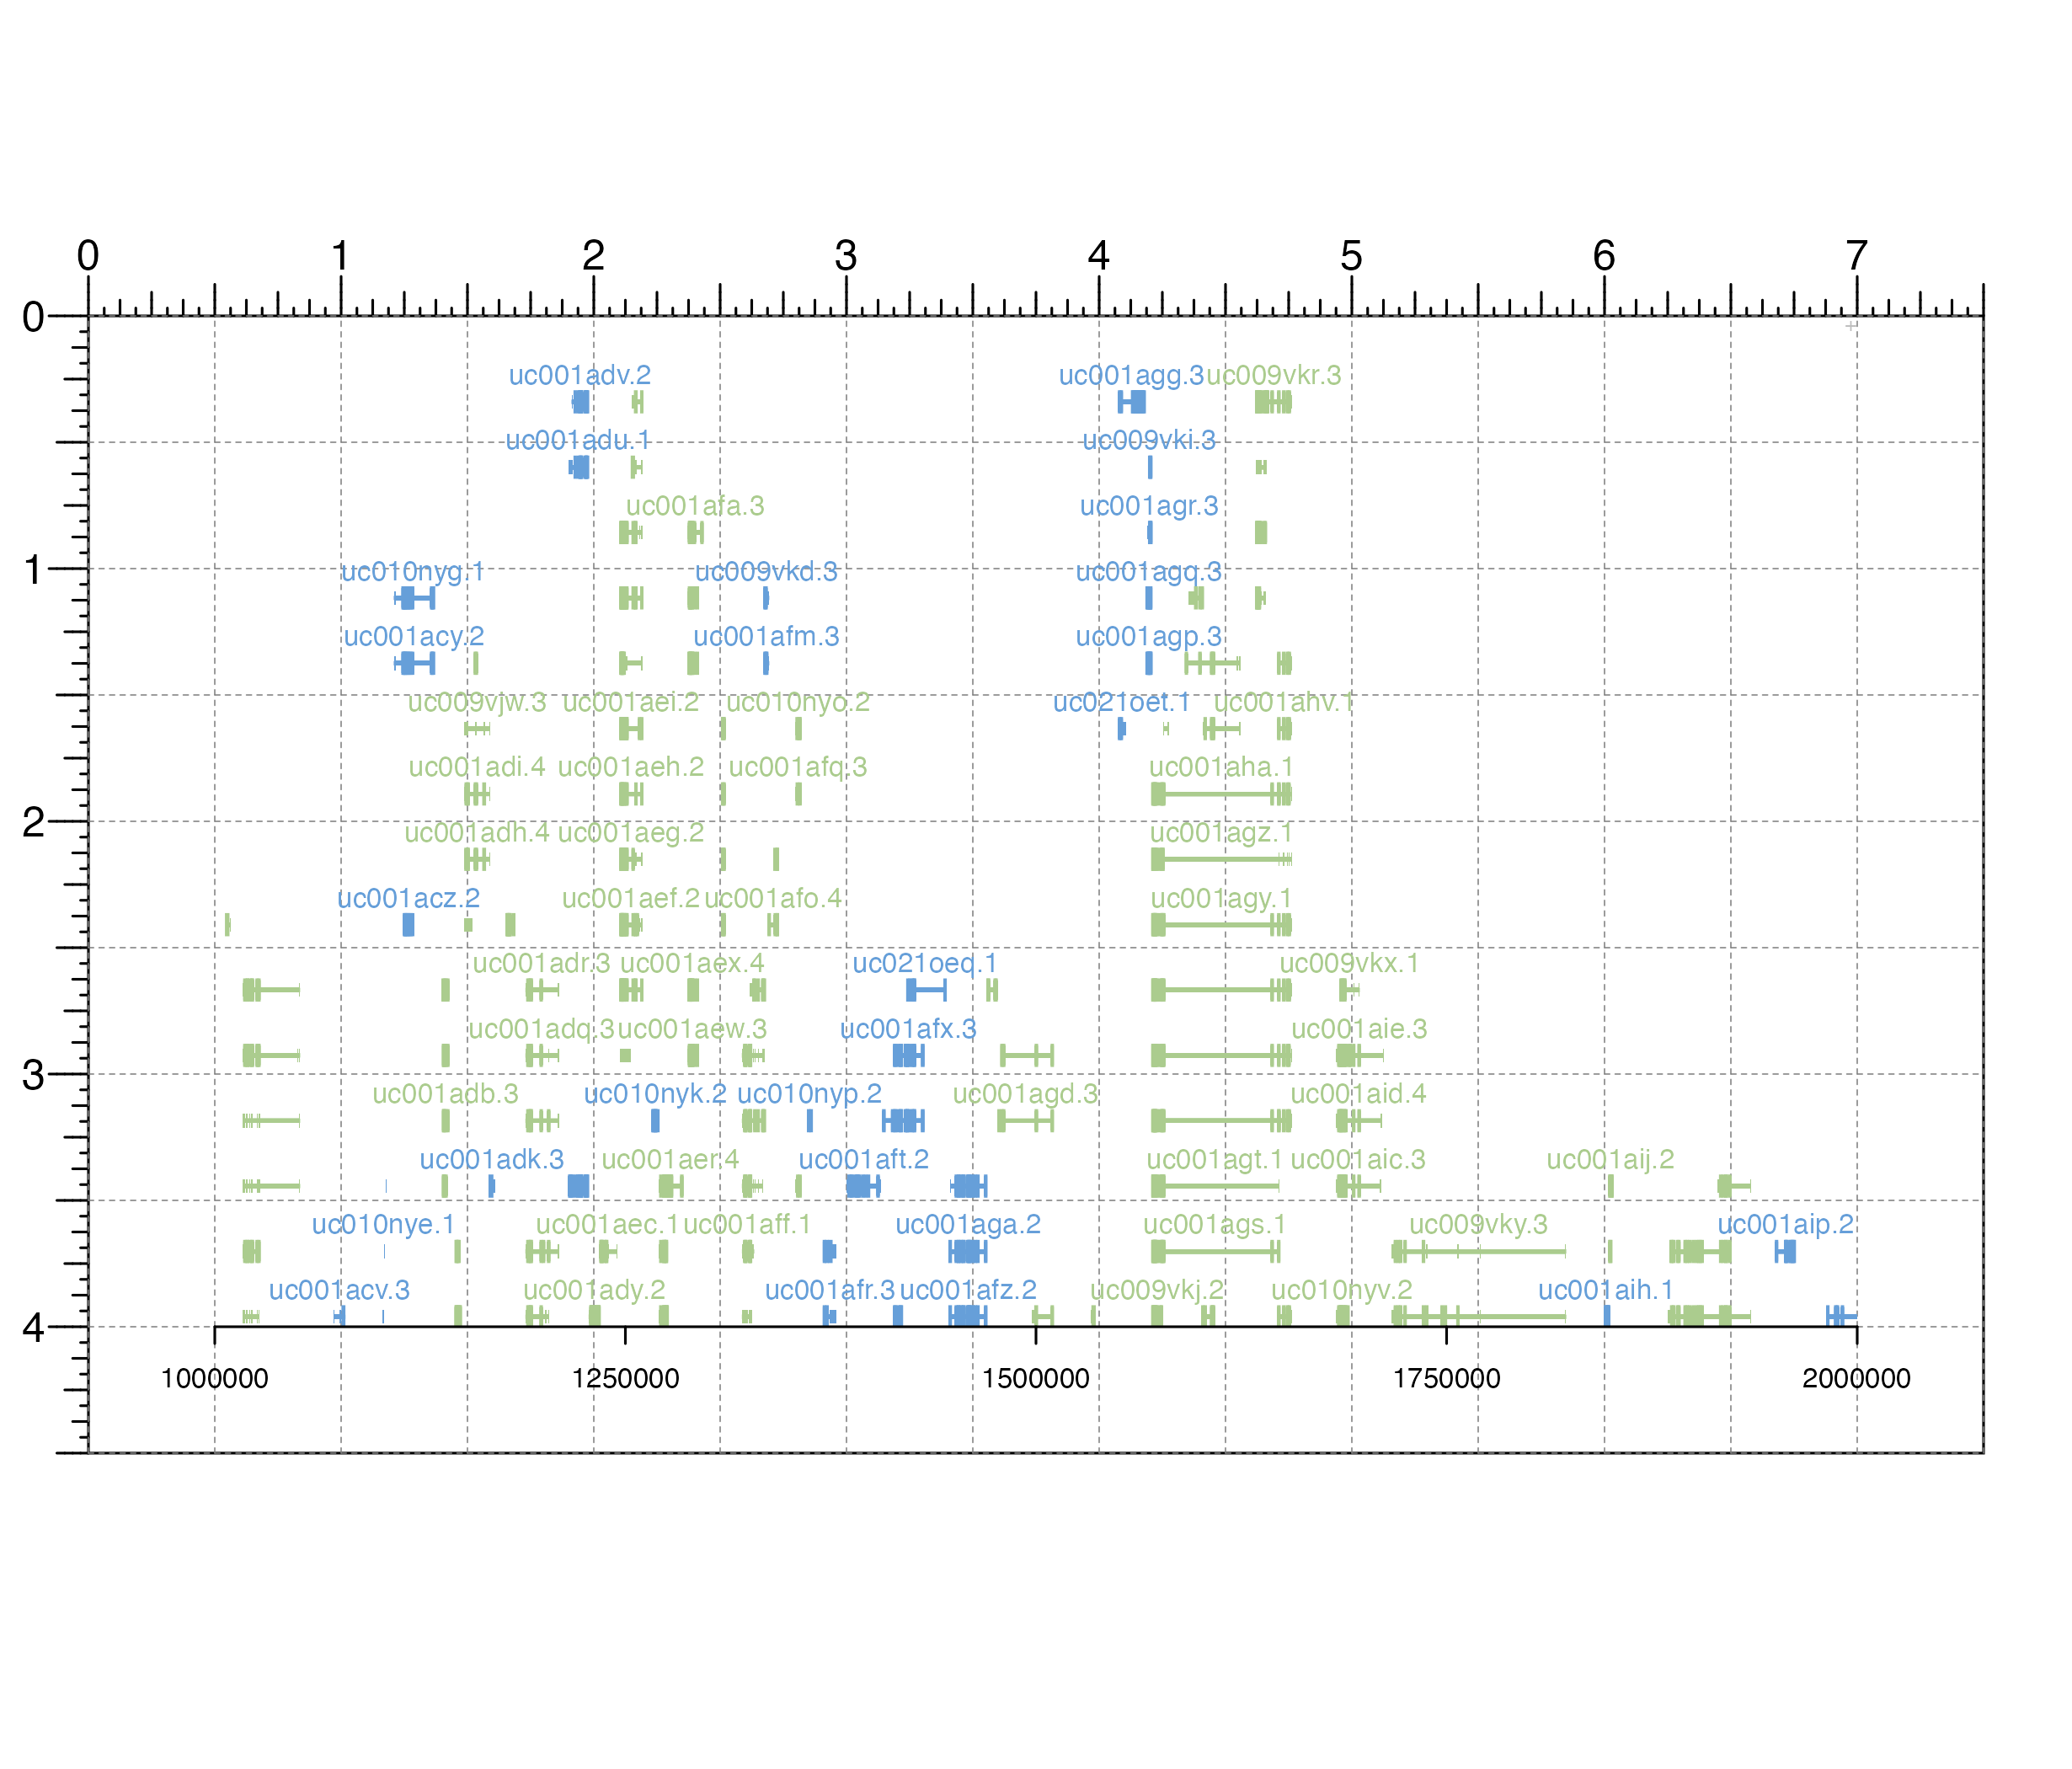 0 1 2 3 4 5 6 7
0
uc001adv.2 uc001agg.3 uc009vkr.3
uc001adu.1 uc009vki.3
uc001afa.3 uc001agr.3
1
uc010nyg.1 uc009vkd.3 uc001agq.3
uc001acy.2 uc001afm.3 uc001agp.3
uc009vjw.3 uc001aei.2 uc010nyo.2 uc021oet.1 uc001ahv.1
uc001adi.4 uc001aeh.2 uc001afq.3 uc001aha.1
2
uc001adh.4 uc001aeg.2 uc001agz.1
uc001acz.2 uc001aef.2 uc001afo.4 uc001agy.1
uc001adr.3 uc001aex.4 uc021oeq.1 uc009vkx.1
uc001adq.3 uc001aew.3 uc001afx.3 uc001aie.3
3
uc001adb.3 uc010nyk.2 uc010nyp.2 uc001agd.3 uc001aid.4
uc001adk.3 uc001aer.4 uc001aft.2 uc001agt.1 uc001aic.3 uc001aij.2
uc010nye.1 uc001aec.1 uc001aff.1 uc001aga.2 uc001ags.1 uc009vky.3 uc001aip.2
uc001acv.3 uc001ady.2 uc001afr.3 uc001afz.2 uc009vkj.2 uc010nyv.2 uc001aih.1
4
1000000 1250000 1500000 1750000 2000000